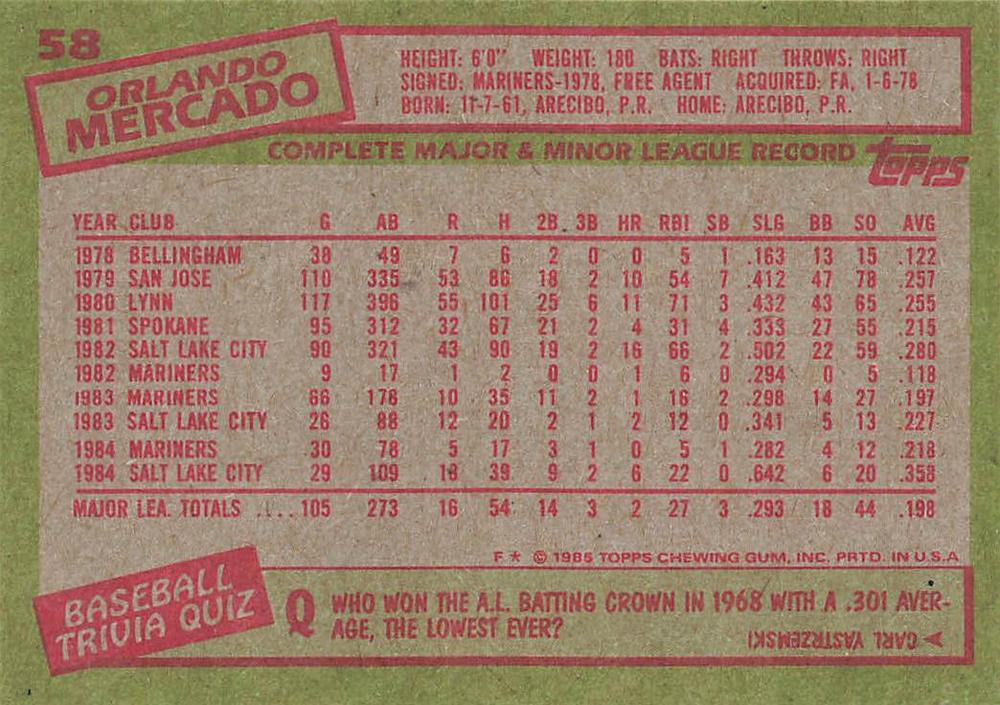 58
ORLANDO
MERCADO
HEIGHT: 6'0" WEIGHT: 180 BATS: RIGHT THROWS: RIGHT
SIGNED: MARINERS-1978, FREE AGENT ACQUIRED: FA, 1-6-78
BORN: 11-7-61, ARECIBO, P.R. HOME: ARECIBO, P.R.
COMPLETE MAJOR & MINOR LEAGUE RECORD
topps
YEAR CLUB G AB R H 2B 3B HR RBI SB SLG BB SO AVG
1978 BELLINGHAM 38 49 7 6 2 0 0 5 1 .163 13 15 .122
1979 SAN JOSE 110 335 53 86 18 2 10 54 7 .412 47 78 .257
1980 LYNN 117 396 55 101 25 6 11 71 3 .432 43 65 .255
1981 SPOKANE 95 312 32 67 21 2 4 31 4 .333 27 55 .215
1982 SALT LAKE CITY 90 321 43 90 19 2 16 66 2 .502 22 59 .280
1982 MARINERS 9 17 1 2 0 0 1 6 0 .294 0 5 .118
1983 MARINERS 66 178 10 35 11 2 1 16 2 .298 14 27 .197
1983 SALT LAKE CITY 26 88 12 20 2 1 2 12 0 .341 5 13 .227
1984 MARINERS 30 78 5 17 3 1 0 5 1 .282 4 12 .218
1984 SALT LAKE CITY 29 109 18 39 9 2 6 22 0 .642 6 20 .358
MAJOR LEA. TOTALS .... 105 273 16 54 14 3 2 27 3 .293 18 44 .198
F* © 1985 TOPPS CHEWING GUM, INC. PRTD. IN U.S.A
BASEBALL
TRIVIA QUIZ
Q WHO WON THE A.L. BATTING CROWN IN 1968 WITH A .301 AVER-
AGE, THE LOWEST EVER?
CARL YASTRZEMSKI